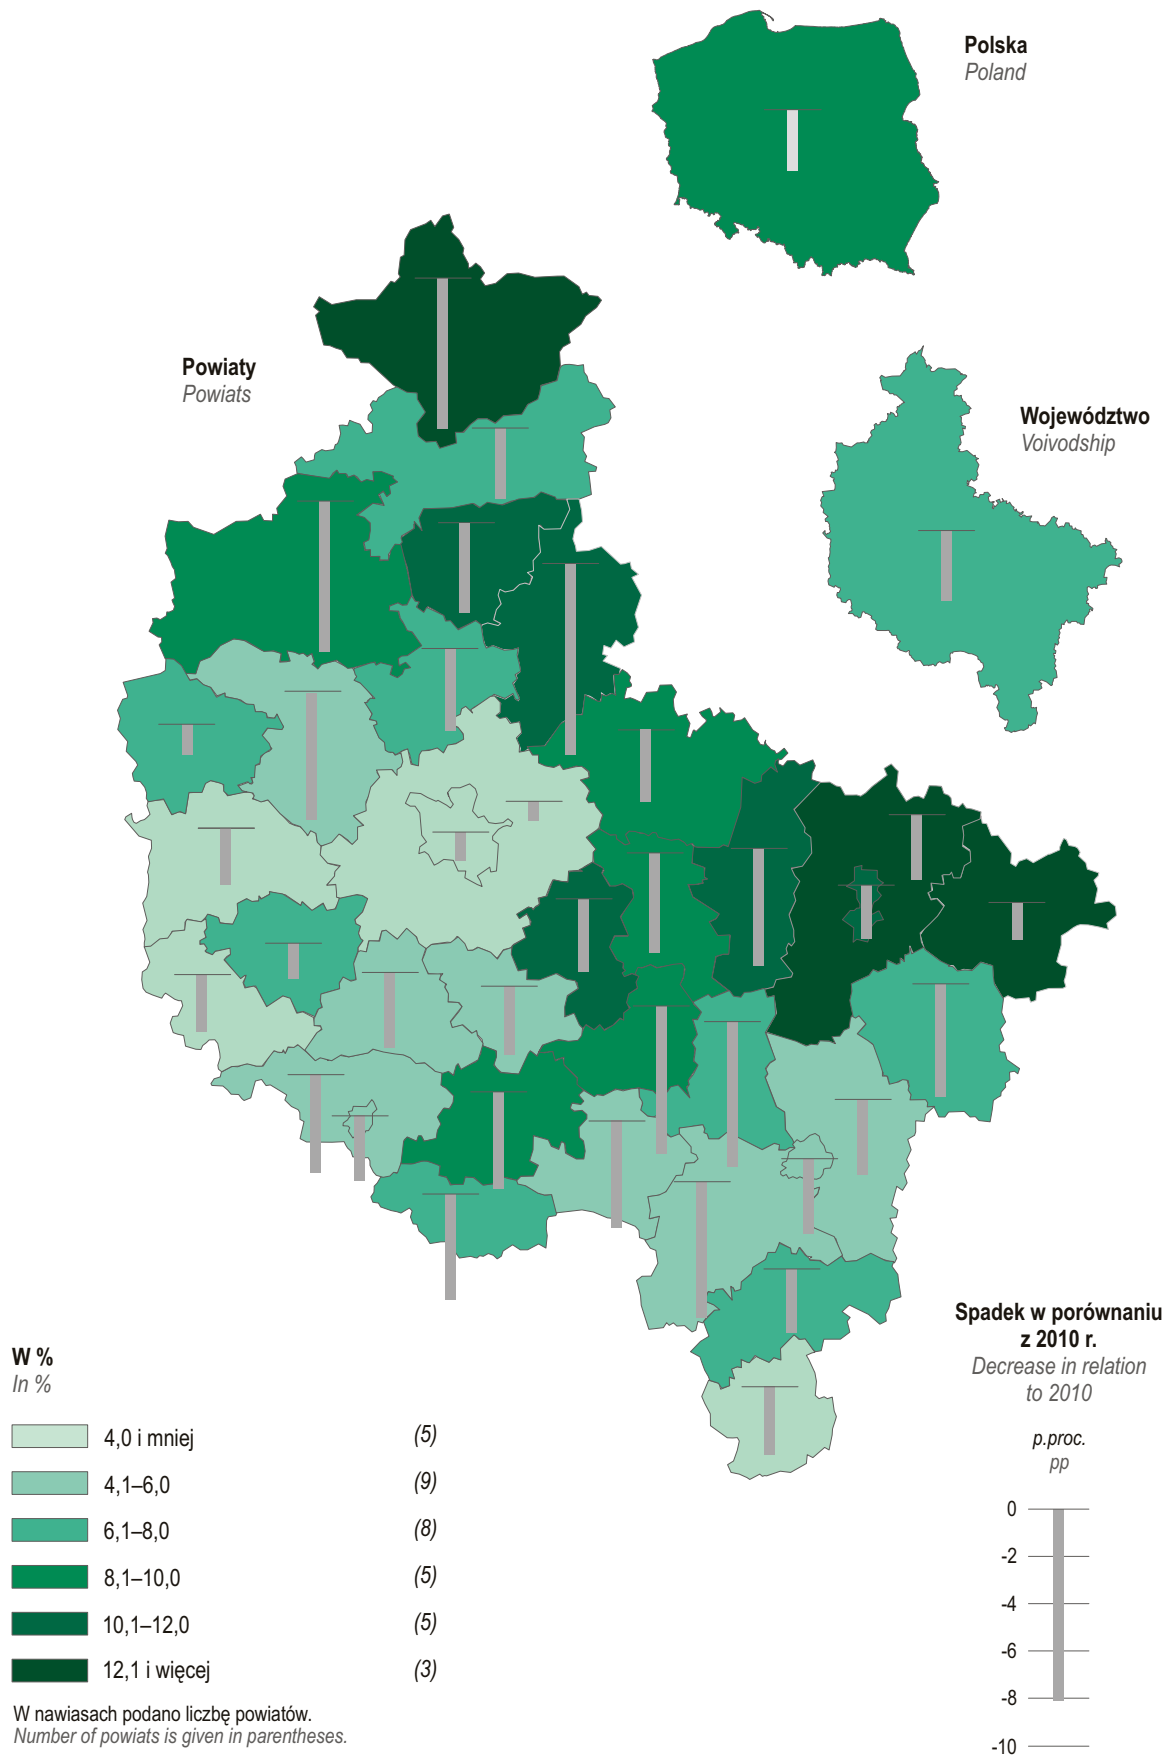 Polska
Poland
Powiaty
Powiats
Województwo
Voivodship
Spadek w porównaniu
z 2010 r.
Decrease in relation
to 2010
p.proc.
pp
0
-2
-4
-6
-8
-10
W %
In %
4,0 i mniej (5)
4,1–6,0 (9)
6,1–8,0 (8)
8,1–10,0 (5)
10,1–12,0 (5)
12,1 i więcej (3)
W nawiasach podano liczbę powiatów.
Number of powiats is given in parentheses.